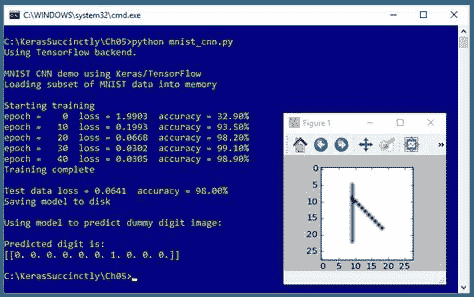 C:\WINDOWS\system32\cmd.exe
C:\KerasSuccinctly\Ch05>python mnist_cnn.py
Using TensorFlow backend.
MNIST CNN demo using Keras/TensorFlow
Loading subset of MNIST data into memory
Starting training
epoch = 0 loss = 1.9903 accuracy = 32.90%
epoch = 10 loss = 0.1993 accuracy = 93.50%
epoch = 20 loss = 0.0668 accuracy = 98.20%
epoch = 30 loss = 0.0302 accuracy = 99.10%
epoch = 40 loss = 0.0305 accuracy = 98.90%
Training complete
Test data loss = 0.0641 accuracy = 98.00%
Saving model to disk
Using model to predict dummy digit image:
Predicted digit is:
[[0. 0. 0. 0. 0. 0. 1. 0. 0. 0.]]
C:\KerasSuccinctly\Ch05>_
Figure 1
»
0
5
10
15
20
25
0 5 10 15 20 25